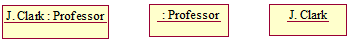 J. Clark : Professor
: Professor
J. Clark